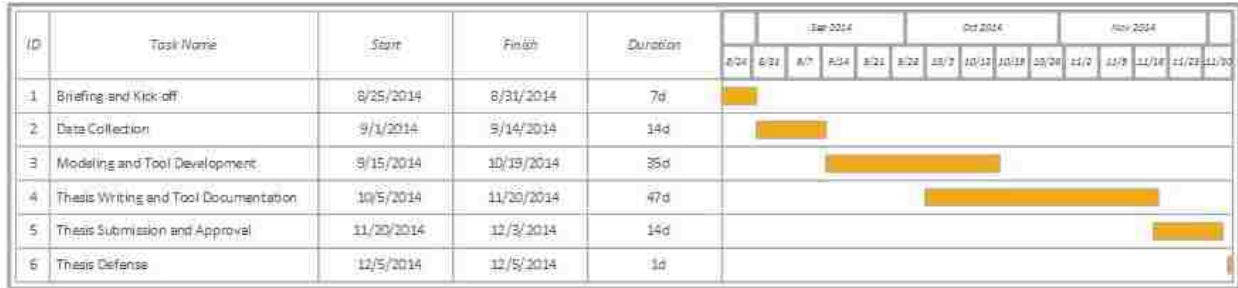 ID Task Name Start Finish Duration Sep 2014 Oct 2014 Nov 2014
8/24 8/31 9/7 9/14 9/21 9/28 10/5 10/12 10/19 10/26 11/2 11/9 11/16 11/23 11/30
1 Briefing and Kick-off 8/25/2014 8/31/2014 7d
2 Data Collection 9/1/2014 9/14/2014 14d
3 Modeling and Tool Development 9/15/2014 10/19/2014 35d
4 Thesis Writing and Tool Documentation 10/5/2014 11/20/2014 47d
5 Thesis Submission and Approval 11/20/2014 12/3/2014 14d
6 Thesis Defense 12/5/2014 12/5/2014 1d